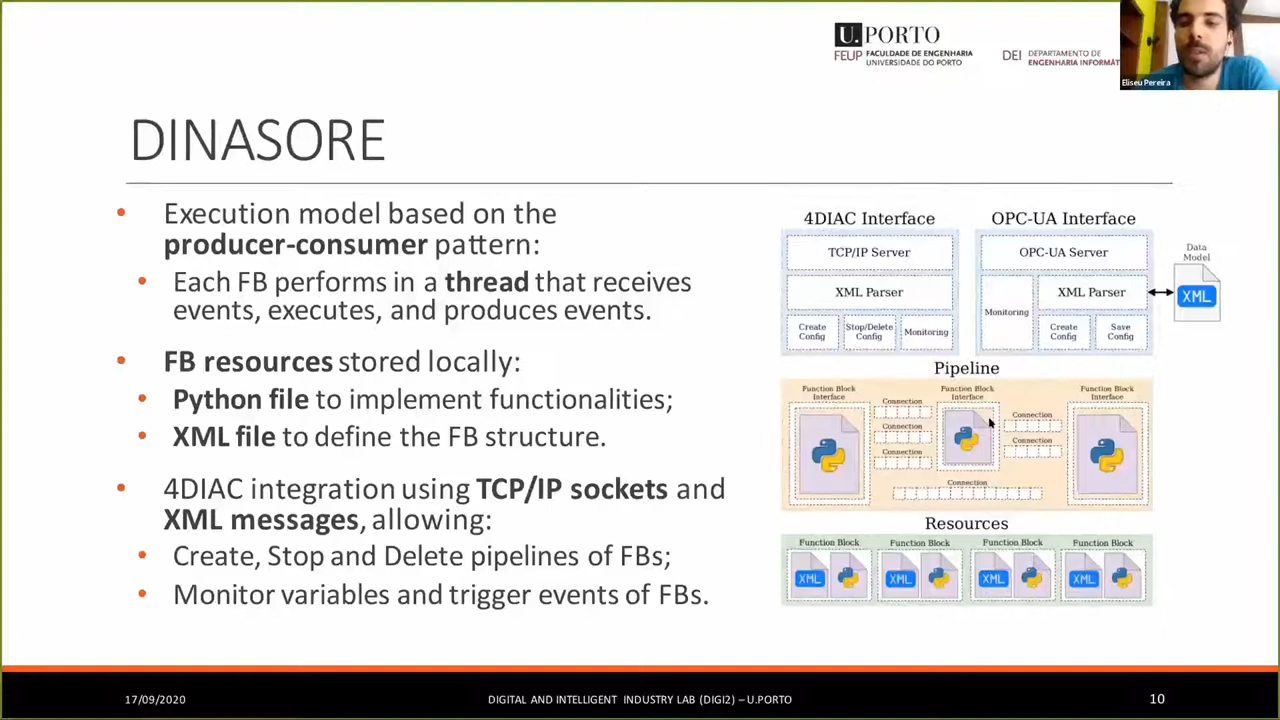 U.PORTO
FEUP FACULDADE DE ENGENHARIA
UNIVERSIDADE DO PORTO
DEI DEPARTAMENTO DE
ENGENHARIA INFORMÁT
Eliseu Pereira
DINASORE
• Execution model based on the
producer-consumer pattern:
• Each FB performs in a thread that receives
events, executes, and produces events.
• FB resources stored locally:
• Python file to implement functionalities;
• XML file to define the FB structure.
• 4DIAC integration using TCP/IP sockets and
XML messages, allowing:
• Create, Stop and Delete pipelines of FBs;
• Monitor variables and trigger events of FBs.
4DIAC Interface
TCP/IP Server
XML Parser
Create
Config
Stop/Delete
Config
Monitoring
OPC-UA Interface
OPC-UA Server
Monitoring
XML Parser
Create
Config
Save
Config
Data
Model
XML
Pipeline
Function Block
Interface
Connection
Connection
Connection
Function Block
Interface
Connection
Connection
Function Block
Interface
Connection
Resources
Function Block
XML
Function Block
XML
Function Block
XML
Function Block
XML
17/09/2020
DIGITAL AND INTELLIGENT INDUSTRY LAB (DIGI2) – U.PORTO
10